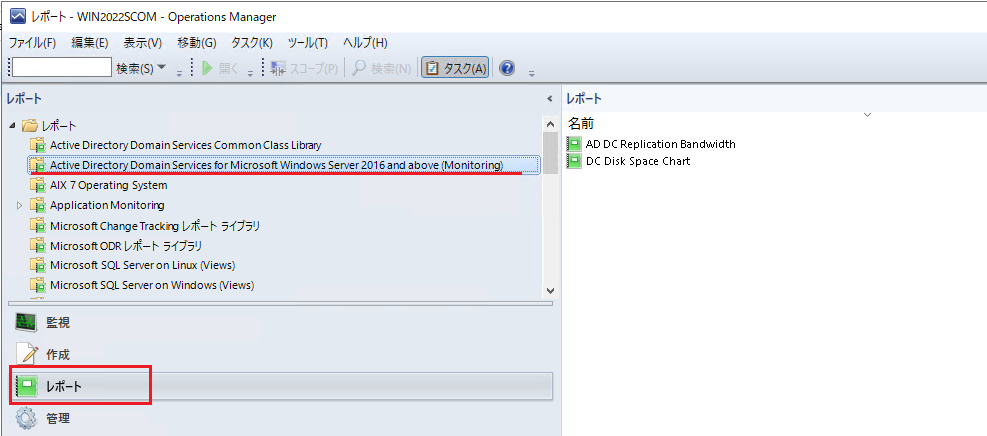 レポート - WIN2022SCOM - Operations Manager
ファイル(F) 編集(E) 表示(V) 移動(G) タスク(K) ツール(T) ヘルプ(H)
検索(S) 開く スコープ(P) 検索(N) タスク(A)
レポート
レポート
Active Directory Domain Services Common Class Library
Active Directory Domain Services for Microsoft Windows Server 2016 and above (Monitoring)
AIX 7 Operating System
Application Monitoring
Microsoft Change Tracking レポート ライブラリ
Microsoft ODR レポート ライブラリ
Microsoft SQL Server on Linux (Views)
Microsoft SQL Server on Windows (Views)
監視
作成
レポート
管理
レポート
名前
AD DC Replication Bandwidth
DC Disk Space Chart